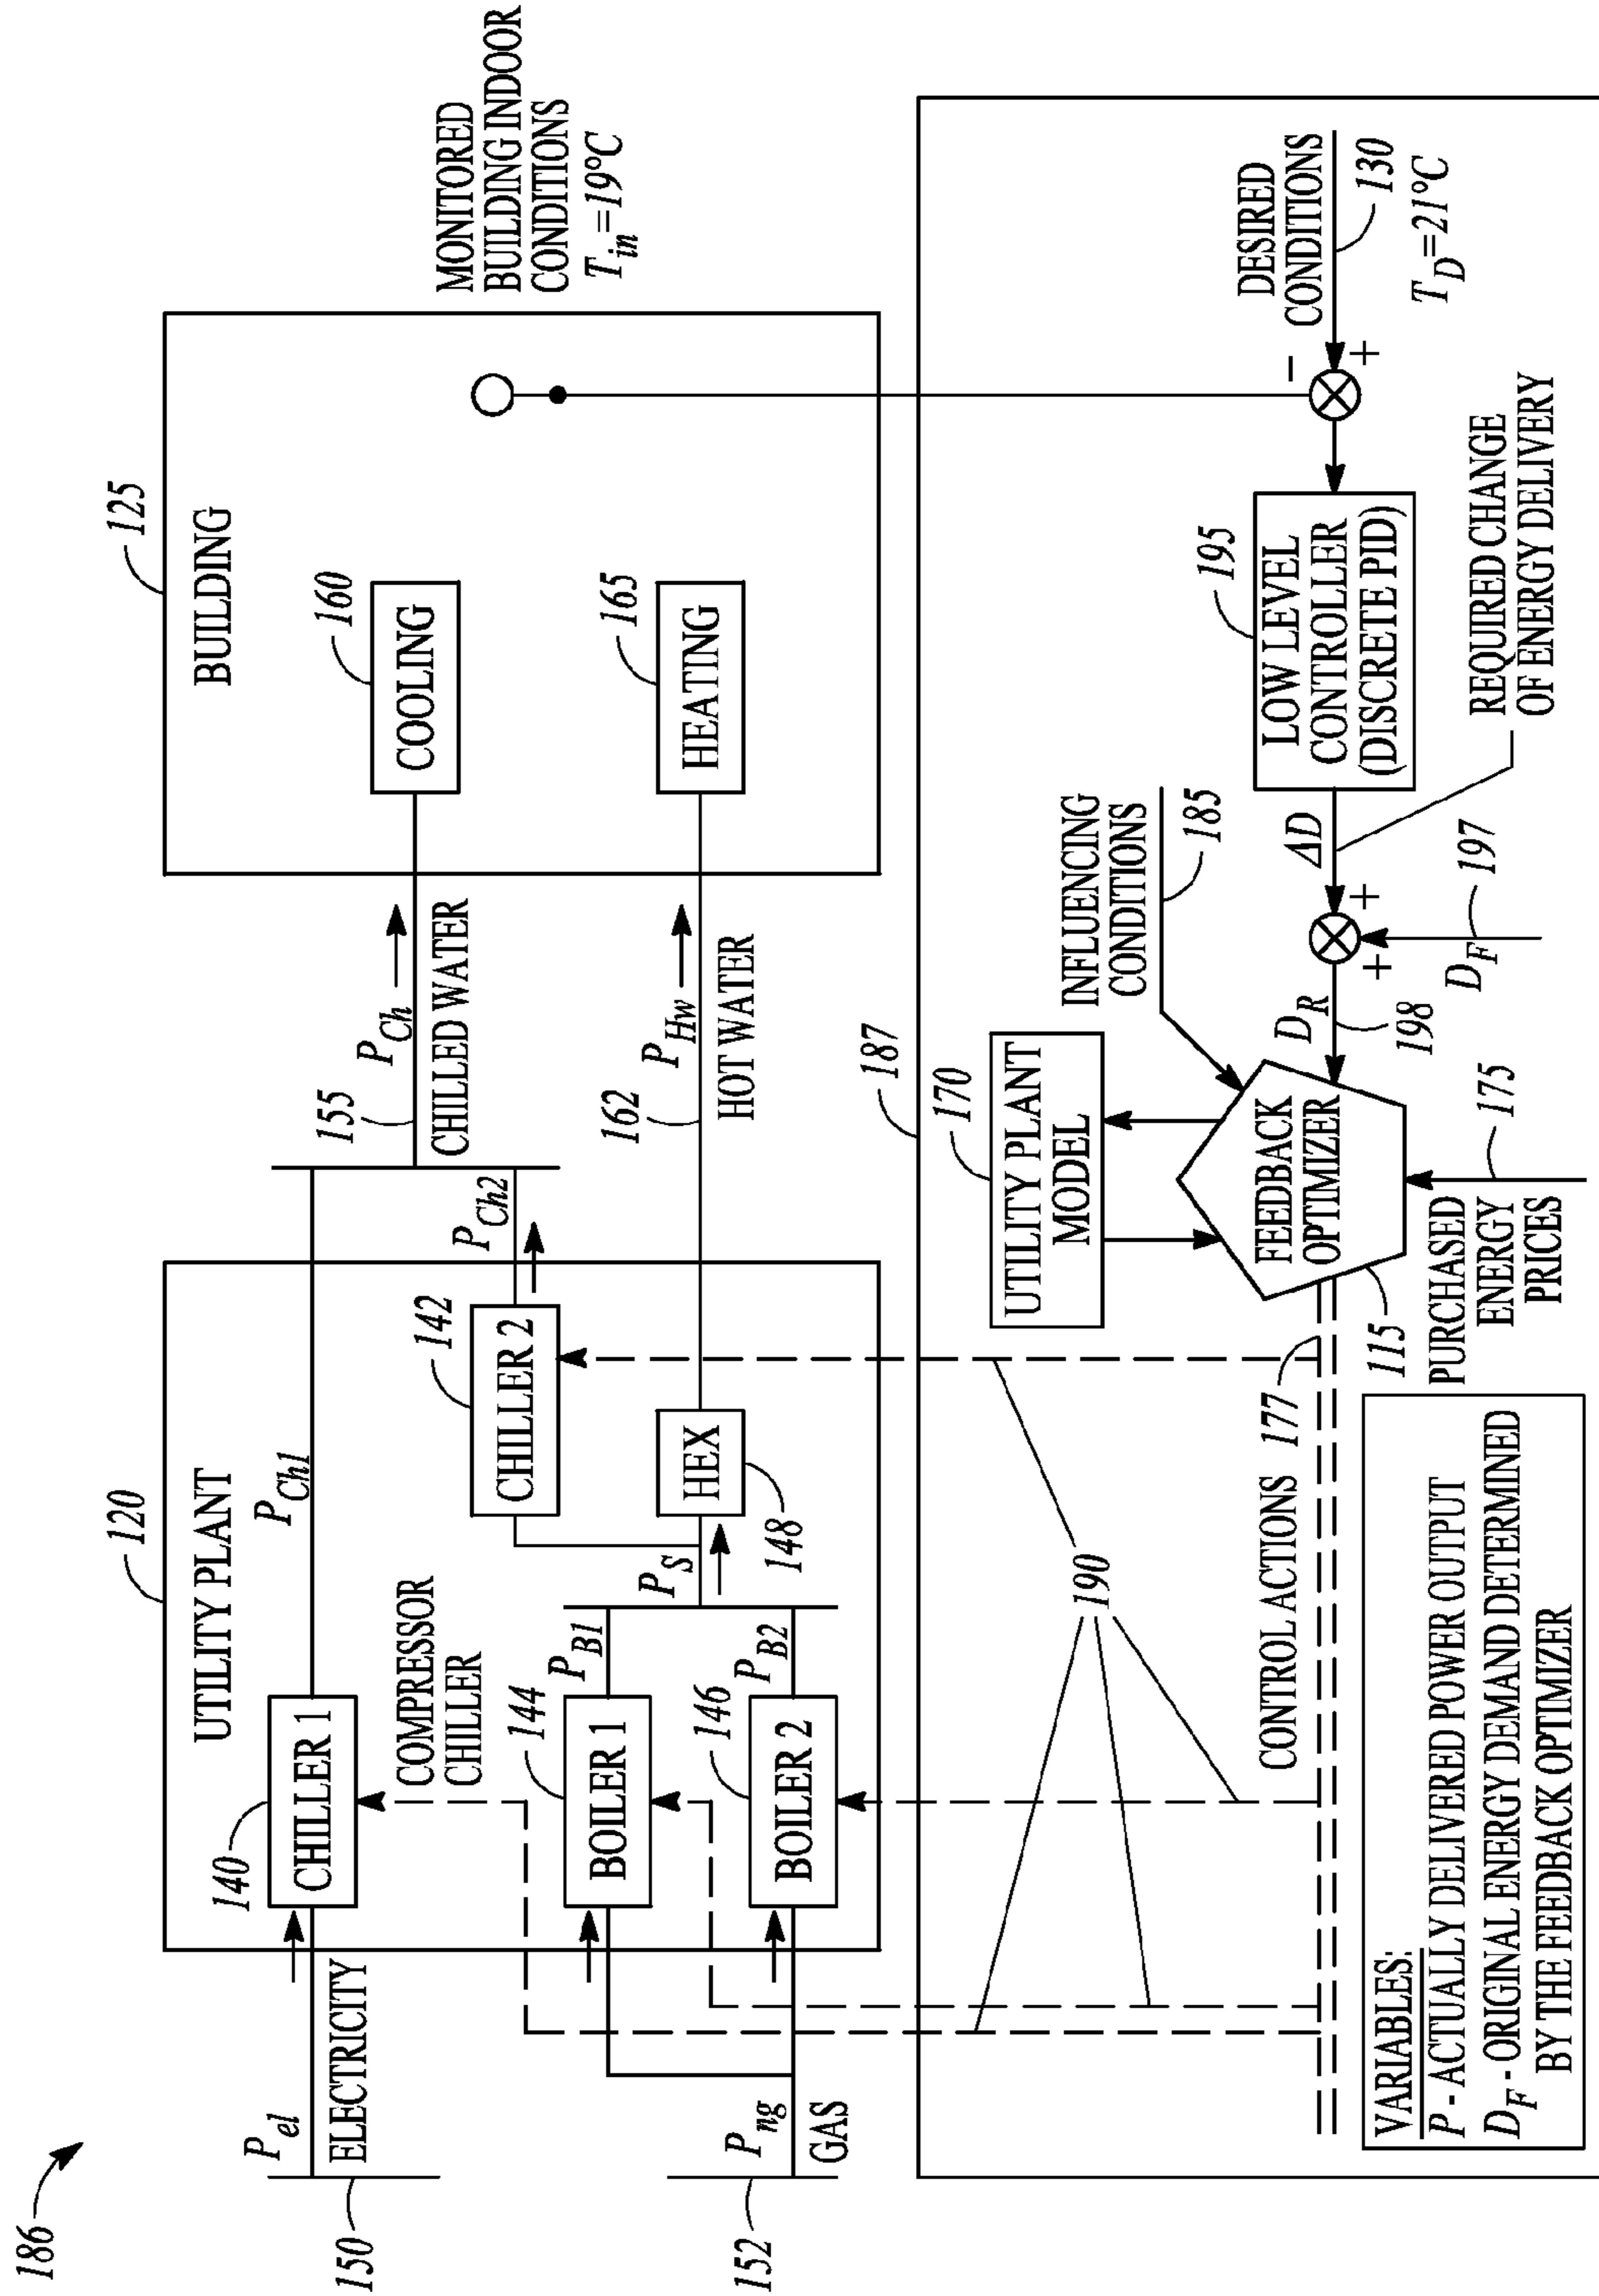 186
120
UTILITY PLANT
125
BUILDING
MONITORED
BUILDING INDOOR
CONDITIONS
T_in=19°C
P_el
ELECTRICITY
150
140
CHILLER 1
COMPRESSOR
CHILLER
P_Ch1
142
CHILLER 2
P_Ch2
155
P_Ch
CHILLED WATER
160
COOLING
P_ng
GAS
152
144
BOILER 1
P_B1
146
BOILER 2
P_B2
P_S
HEX
148
162
P_Hw
HOT WATER
165
HEATING
190
187
170
UTILITY PLANT
MODEL
INFLUENCING
CONDITIONS
185
CONTROL ACTIONS
177
FEEDBACK
OPTIMIZER
115
D_R
198
ΔD
195
LOW LEVEL
CONTROLLER
(DISCRETE PID)
DESIRED
CONDITIONS
130
T_D=21°C
−
+
+
+
D_F
197
REQUIRED CHANGE
OF ENERGY DELIVERY
PURCHASED
ENERGY
PRICES
175
VARIABLES:
P - ACTUALLY DELIVERED POWER OUTPUT
D_F - ORIGINAL ENERGY DEMAND DETERMINED
BY THE FEEDBACK OPTIMIZER